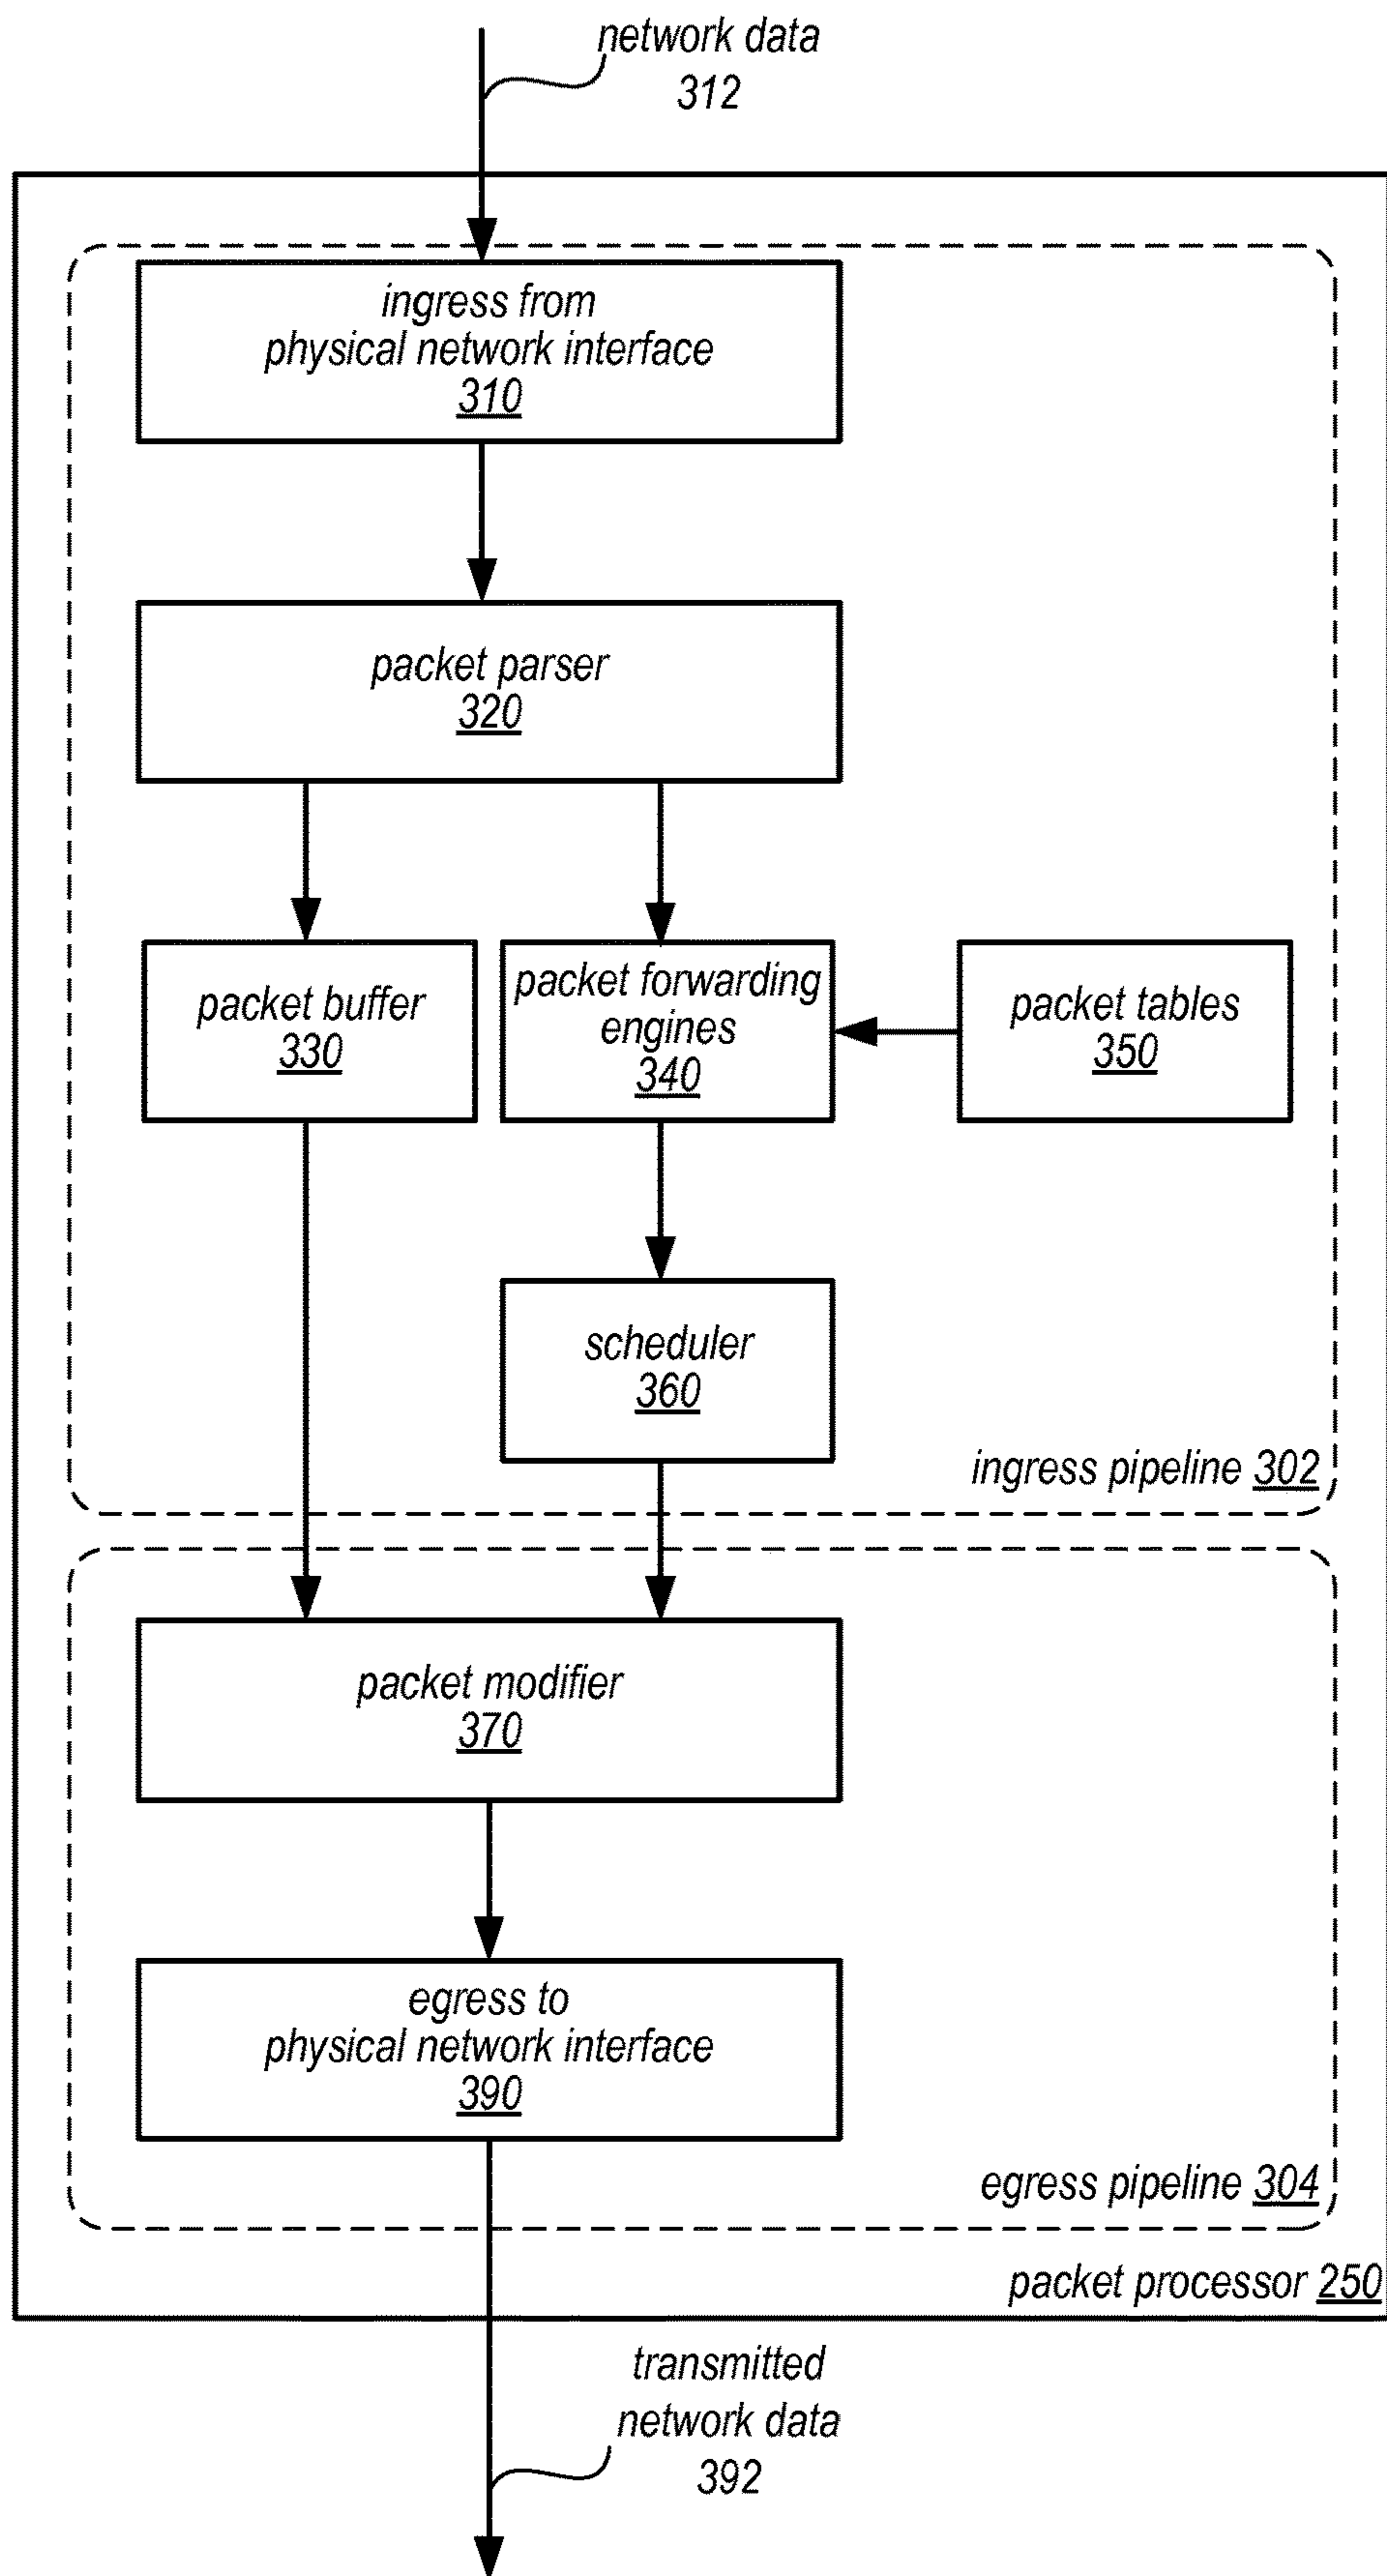 network data
312
ingress from
physical network interface
310
packet parser
320
packet buffer
330
packet forwarding
engines
340
packet tables
350
scheduler
360
ingress pipeline 302
packet modifier
370
egress to
physical network interface
390
egress pipeline 304
packet processor 250
transmitted
network data
392